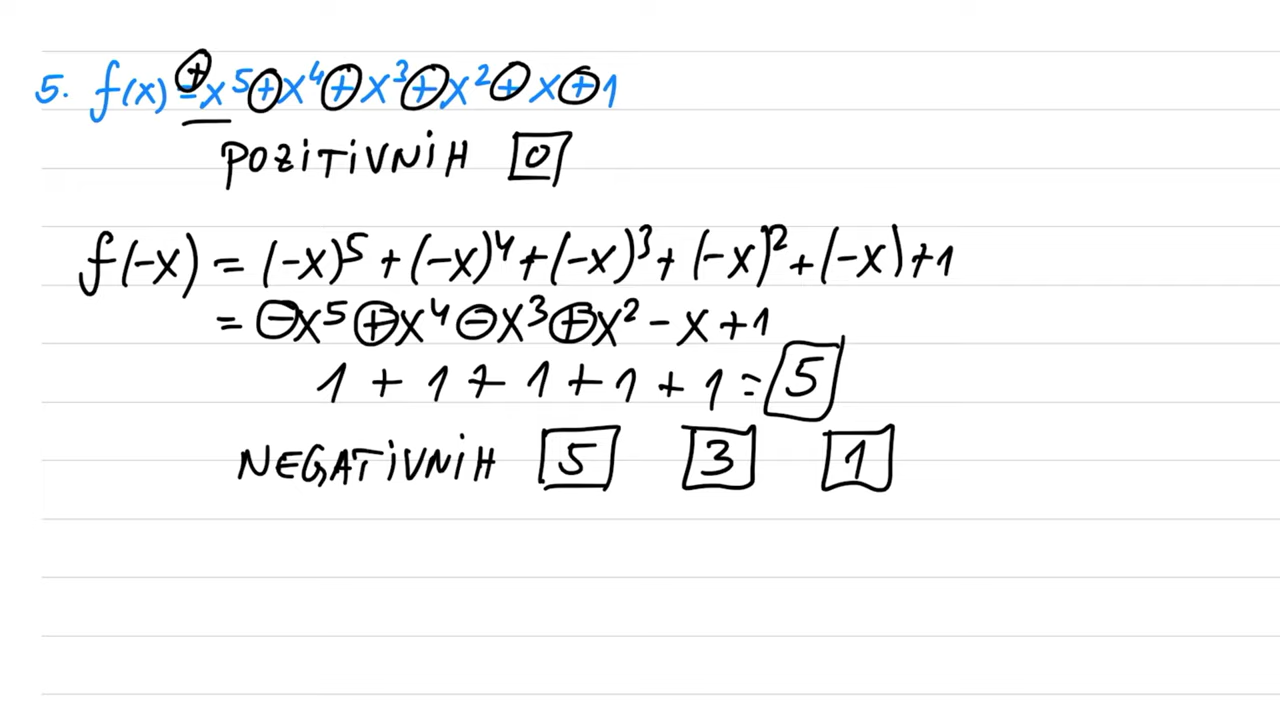 5. f(x) = x⁵ + x⁴ + x³ + x² + x + 1
+
POZITIVNIH 0
f(-x) = (-x)⁵ + (-x)⁴ + (-x)³ + (-x)² + (-x) + 1
= -x⁵ + x⁴ - x³ + x² - x + 1
1 + 1 + 1 + 1 + 1 = 5
NEGATIVNIH 5 3 1